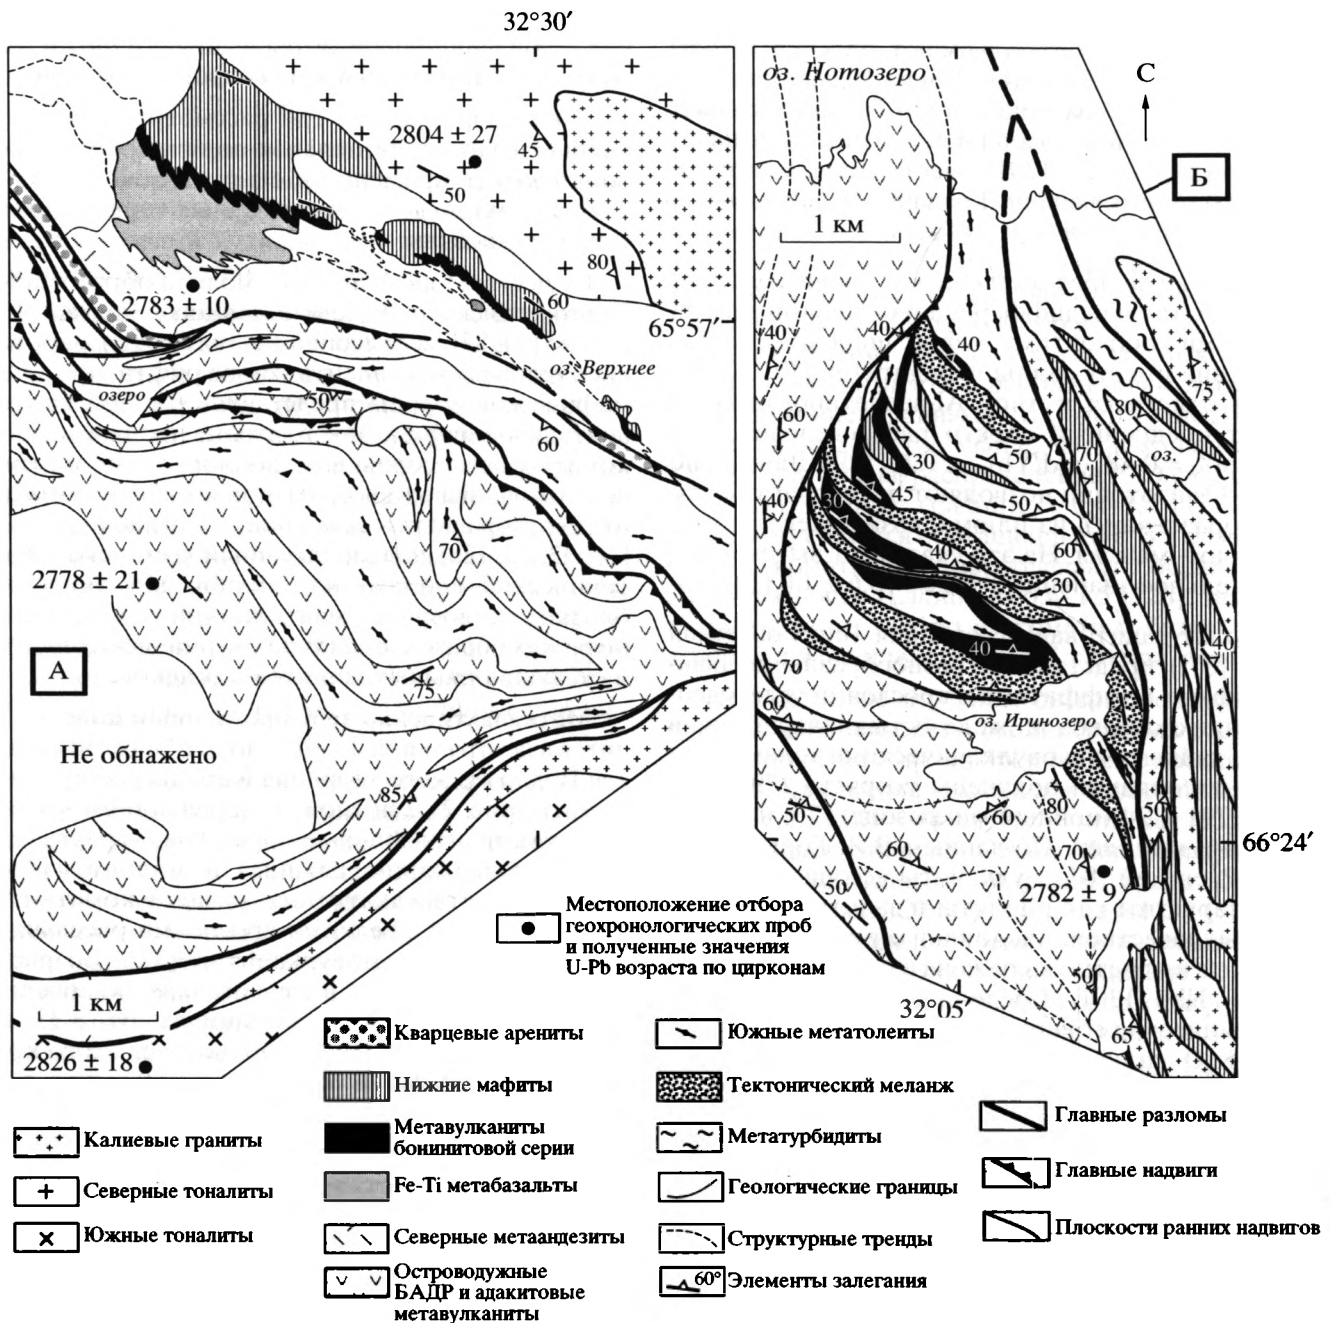 32°30′
2804 ± 27
45
50
80
2783 ± 10
60
65°57′
оз. Верхнее
озеро
50
60
70
2778 ± 21
А
75
Не обнажено
85
1 км
2826 ± 18
оз. Нотозеро
С
Б
1 км
40
40
40
75
60
80
30
50
70
оз.
40
45
30
50
40
60
30
40
70
40
60
оз. Иринозеро
50
80
60
50
60
70
66°24′
2782 ± 9
50
50
32°05′
65
Местоположение отбора
геохронологических проб
и полученные значения
U-Pb возраста по цирконам
Калиевые граниты
Северные тоналиты
Южные тоналиты
Кварцевые арениты
Нижние мафиты
Метавулканиты
бонинитовой серии
Fe-Ti метабазальты
Северные метаандезиты
Островодужные
БАДР и адакитовые
метавулканиты
Южные метатолеиты
Тектонический меланж
Метатурбидиты
Геологические границы
Структурные тренды
60° Элементы залегания
Главные разломы
Главные надвиги
Плоскости ранних надвигов